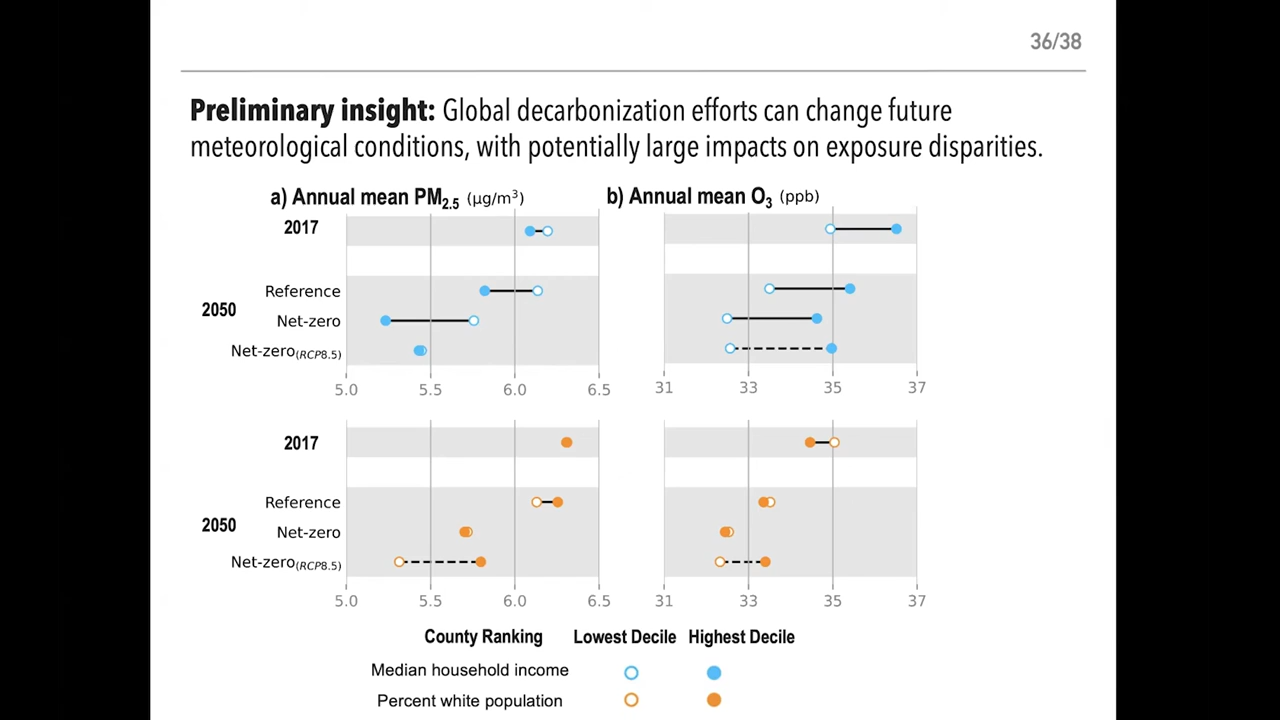 36/38
Preliminary insight: Global decarbonization efforts can change future
meteorological conditions, with potentially large impacts on exposure disparities.
a) Annual mean PM2.5 (μg/m³)
b) Annual mean O3 (ppb)
2017
2050
Reference
Net-zero
Net-zero(RCP8.5)
5.0 5.5 6.0 6.5
31 33 35 37
2017
2050
Reference
Net-zero
Net-zero(RCP8.5)
5.0 5.5 6.0 6.5
31 33 35 37
County Ranking Lowest Decile Highest Decile
Median household income
Percent white population